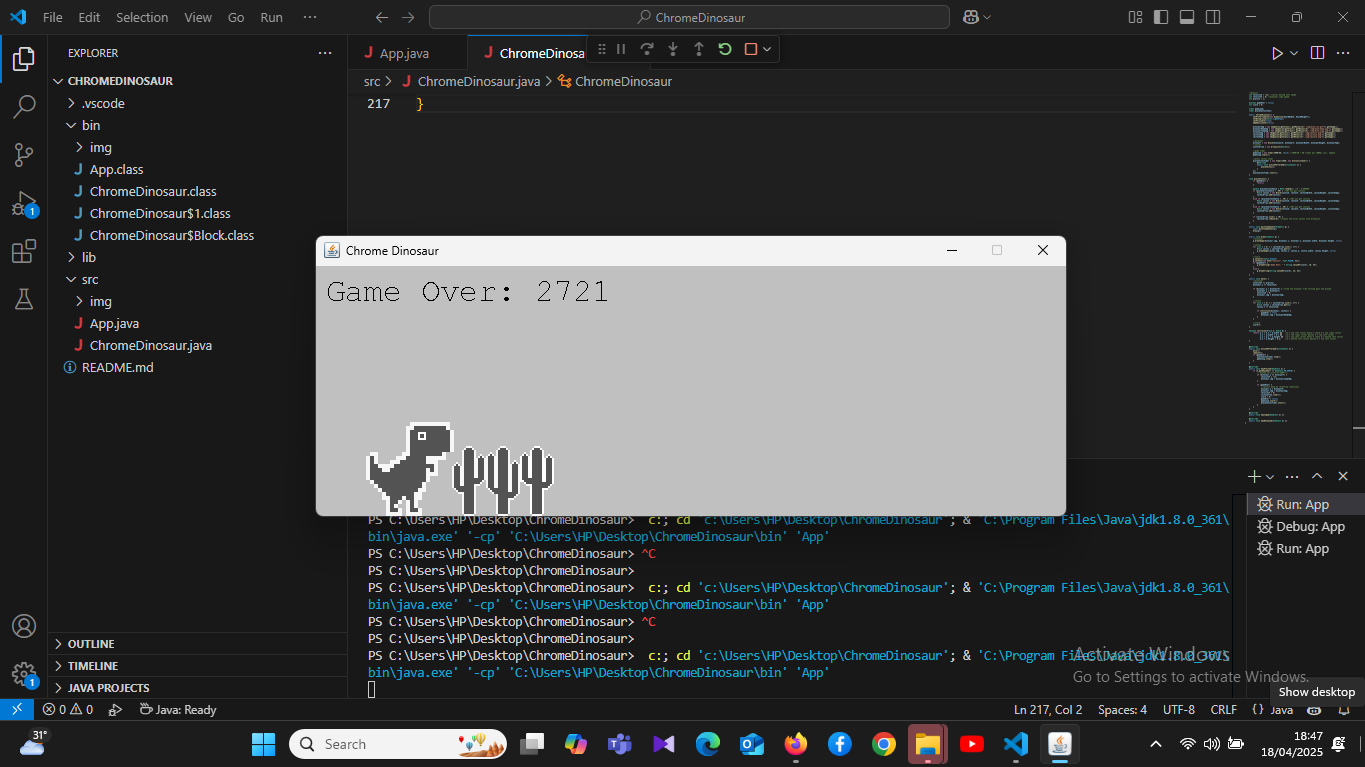 File Edit Selection View Go Run ··· ChromeDinosaur
EXPLORER ···
CHROMEDINOSAUR
.vscode
bin
img
App.class
ChromeDinosaur.class
ChromeDinosaur$1.class
ChromeDinosaur$Block.class
lib
src
img
App.java
ChromeDinosaur.java
README.md
OUTLINE
TIMELINE
JAVA PROJECTS
1
1
App.java ChromeDinosa
src > ChromeDinosaur.java > ChromeDinosaur
217 }
Chrome Dinosaur
Game Over: 2721
PS C:\Users\HP\Desktop\ChromeDinosaur> c:; cd 'c:\Users\HP\Desktop\ChromeDinosaur'; & 'C:\Program Files\Java\jdk1.8.0_361\
bin\java.exe' '-cp' 'C:\Users\HP\Desktop\ChromeDinosaur\bin' 'App'
PS C:\Users\HP\Desktop\ChromeDinosaur> ^C
PS C:\Users\HP\Desktop\ChromeDinosaur>
PS C:\Users\HP\Desktop\ChromeDinosaur> c:; cd 'c:\Users\HP\Desktop\ChromeDinosaur'; & 'C:\Program Files\Java\jdk1.8.0_361\
bin\java.exe' '-cp' 'C:\Users\HP\Desktop\ChromeDinosaur\bin' 'App'
PS C:\Users\HP\Desktop\ChromeDinosaur> ^C
PS C:\Users\HP\Desktop\ChromeDinosaur>
PS C:\Users\HP\Desktop\ChromeDinosaur> c:; cd 'c:\Users\HP\Desktop\ChromeDinosaur'; & 'C:\Program Files\Java\jdk1.8.0_361\
bin\java.exe' '-cp' 'C:\Users\HP\Desktop\ChromeDinosaur\bin' 'App'
Run: App
Debug: App
Run: App
Activate Windows
Go to Settings to activate Windows.
Show desktop
0 0 Java: Ready Ln 217, Col 2 Spaces: 4 UTF-8 CRLF {} Java
31° Search 18:47
18/04/2025